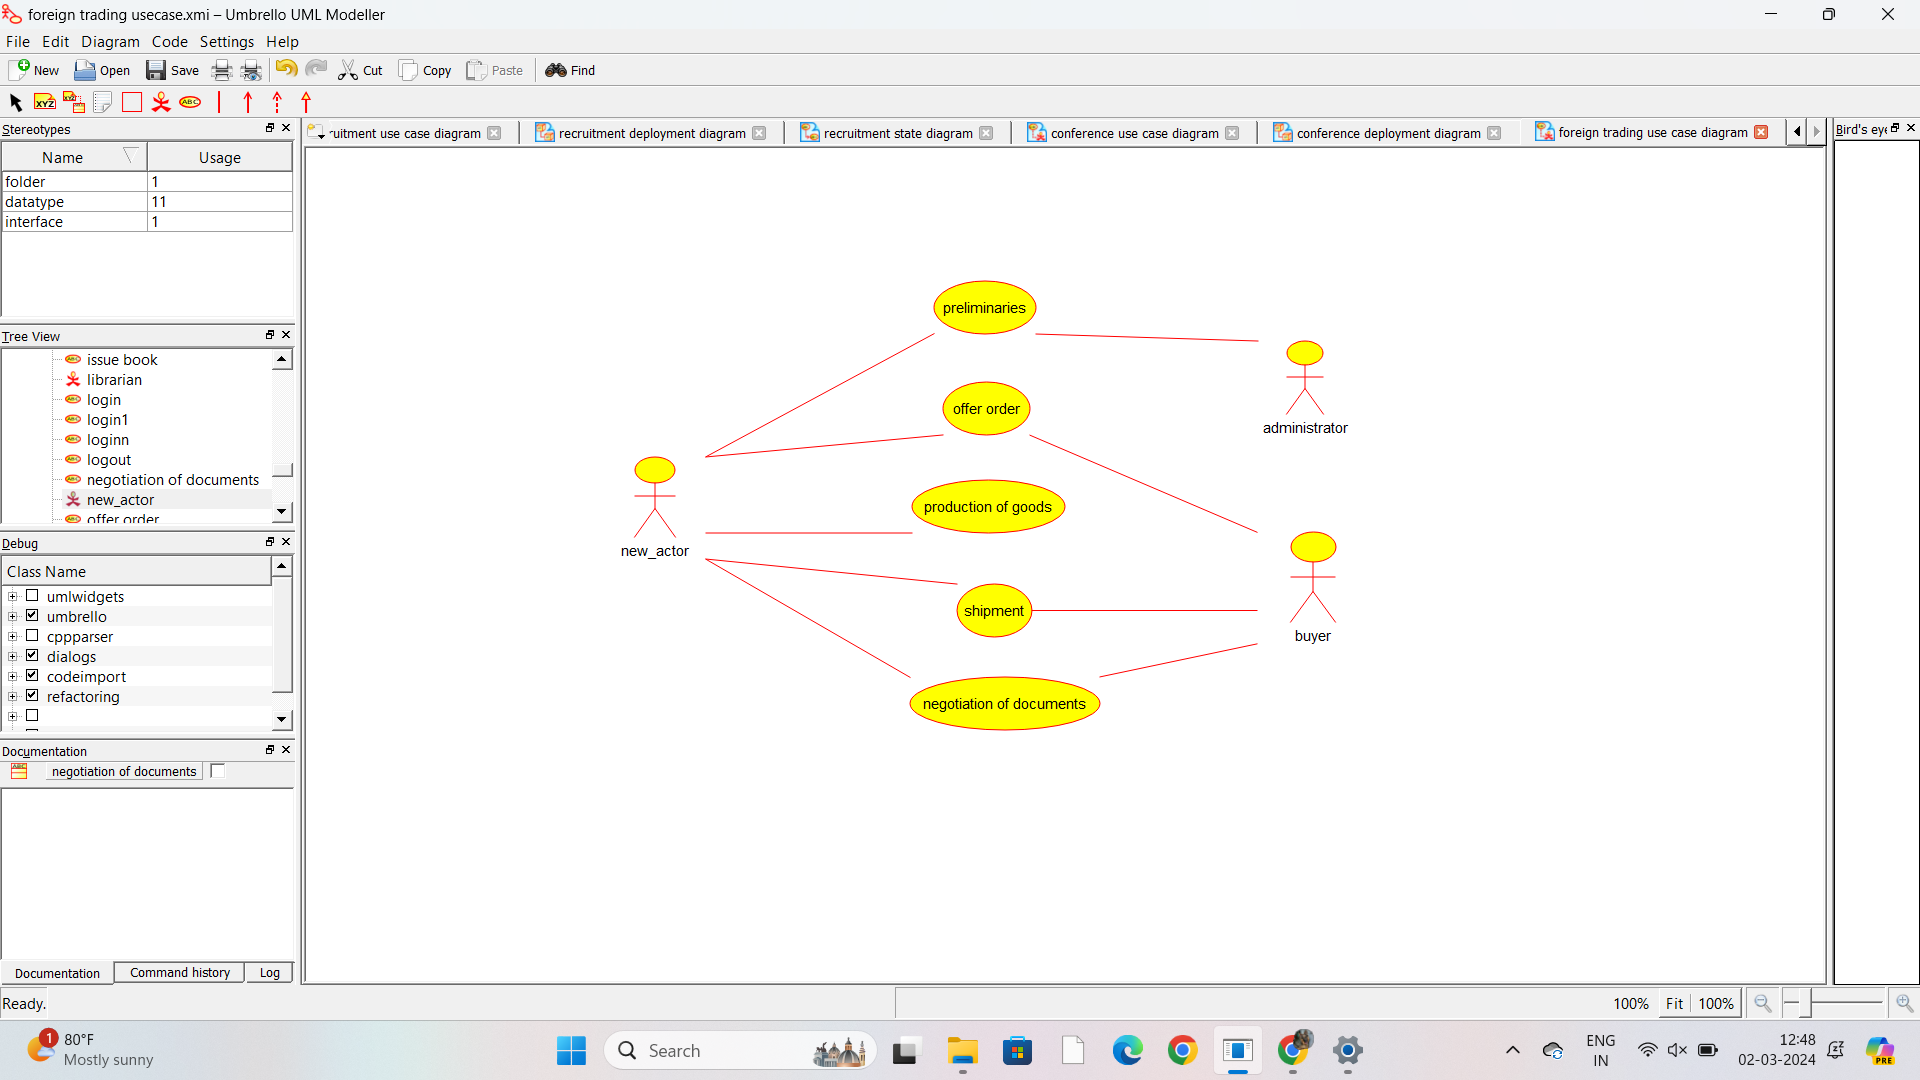 foreign trading usecase.xmi – Umbrello UML Modeller
File Edit Diagram Code Settings Help
New Open Save Cut Copy Paste Find
Stereotypes
Name Usage
folder 1
datatype 11
interface 1
Tree View
issue book
librarian
login
login1
loginn
logout
negotiation of documents
new_actor
offer order
Debug
Class Name
umlwidgets
umbrello
cppparser
dialogs
codeimport
refactoring
Documentation
negotiation of documents
Documentation Command history Log
Ready.
ruitment use case diagram recruitment deployment diagram recruitment state diagram conference use case diagram conference deployment diagram foreign trading use case diagram
Bird's eye
preliminaries
administrator
offer order
production of goods
new_actor
shipment
buyer
negotiation of documents
100% Fit 100%
1
80°F
Mostly sunny
Search
ENG
IN
12:48
02-03-2024
PRE